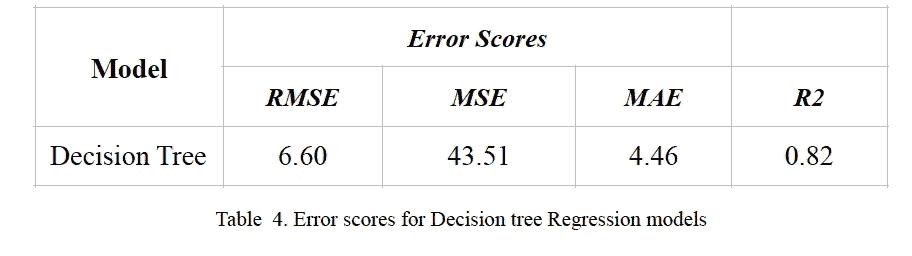 Model
Error Scores
RMSE MSE MAE R2
Decision Tree 6.60 43.51 4.46 0.82
Table 4. Error scores for Decision tree Regression models